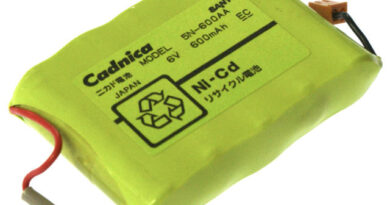 Cadnica
ニカド電池
JAPAN
MODEL 5N-600AA
6V 600mAh
EC
Ni-Cd
リサイクル電池